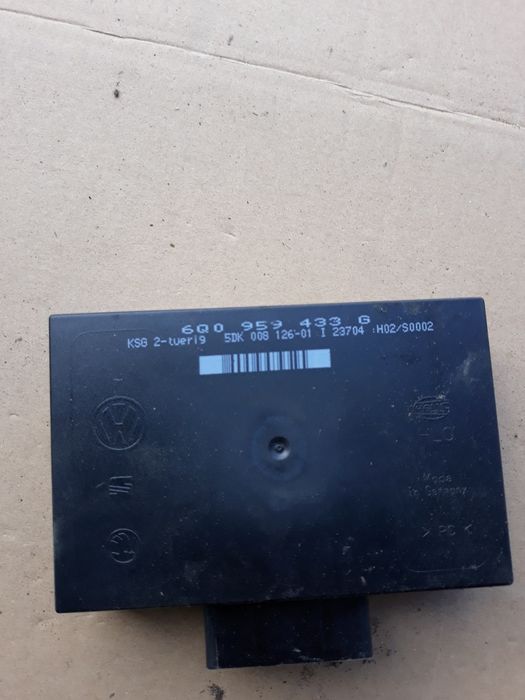 6Q0 959 433 G
KSG 2-tuerig 5DK 008 126-01 I 23704 :H02/S0002
Made
in Germany
> PC <